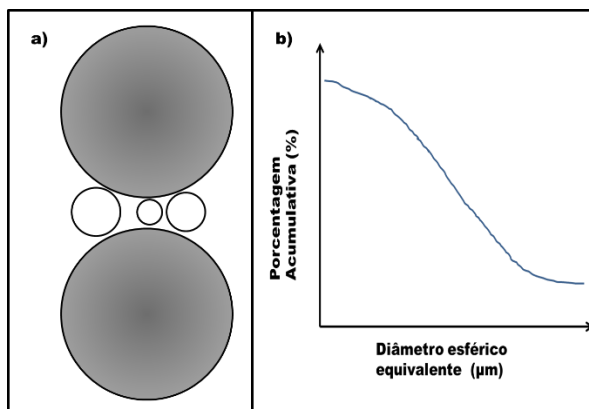 a)
b)
Porcentagem
Acumulativa (%)
Diâmetro esférico
equivalente (µm)